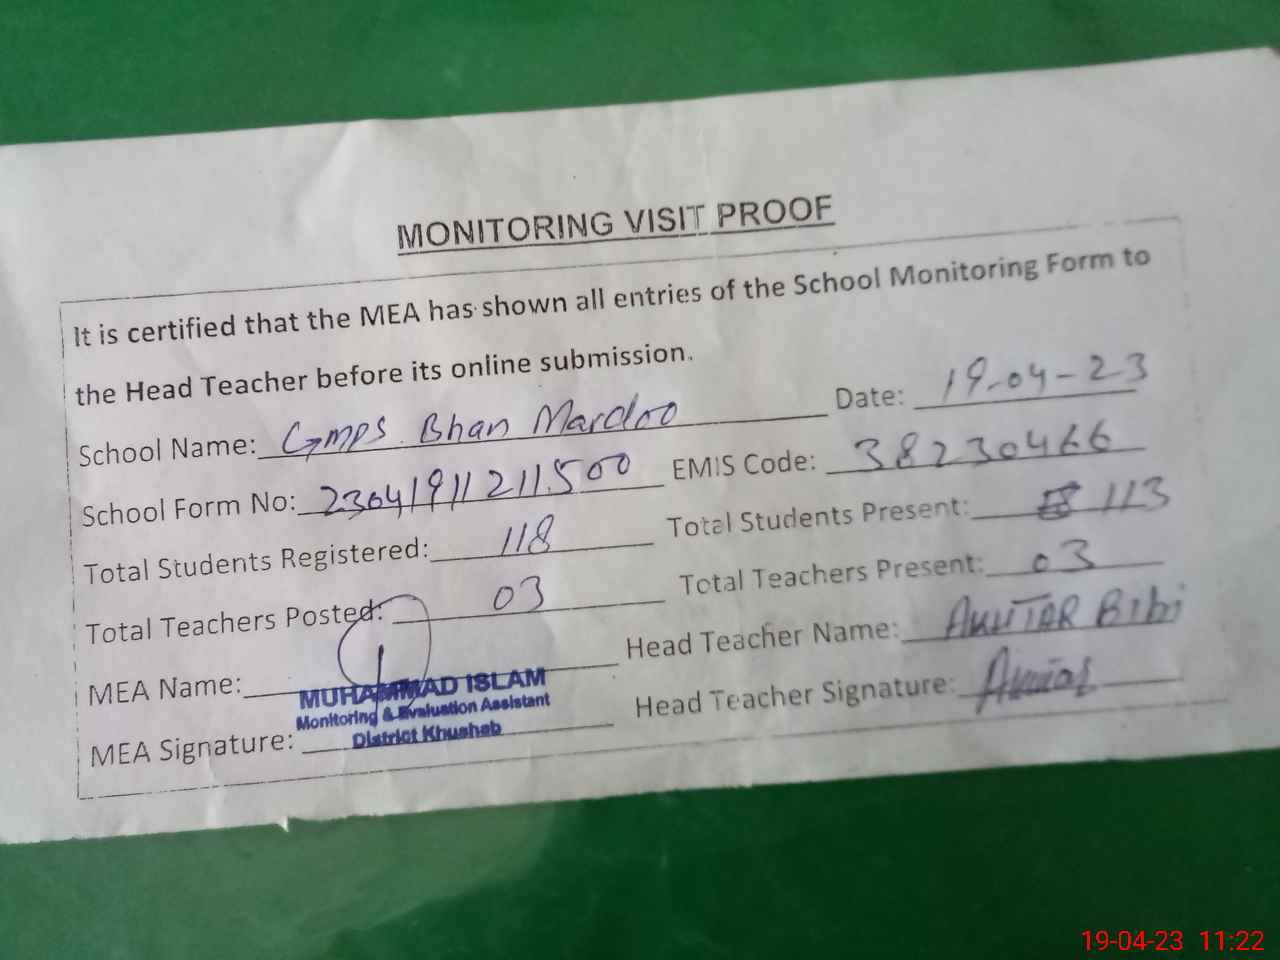 MONITORING VISIT PROOF
It is certified that the MEA has shown all entries of the School Monitoring Form to
the Head Teacher before its online submission.
School Name: Gmps. Bhan Mardoo Date: 19-04-23
School Form No: 23041911211500 EMIS Code: 38230466
Total Students Registered: 118 Total Students Present: 113
Total Teachers Posted: 03 Total Teachers Present: 03
MEA Name: Head Teacher Name: AKHTAR Bibi
MUHAMMAD ISLAM
Monitoring & Evaluation Assistant
District Khushab
MEA Signature: Head Teacher Signature:
19-04-23 11:22